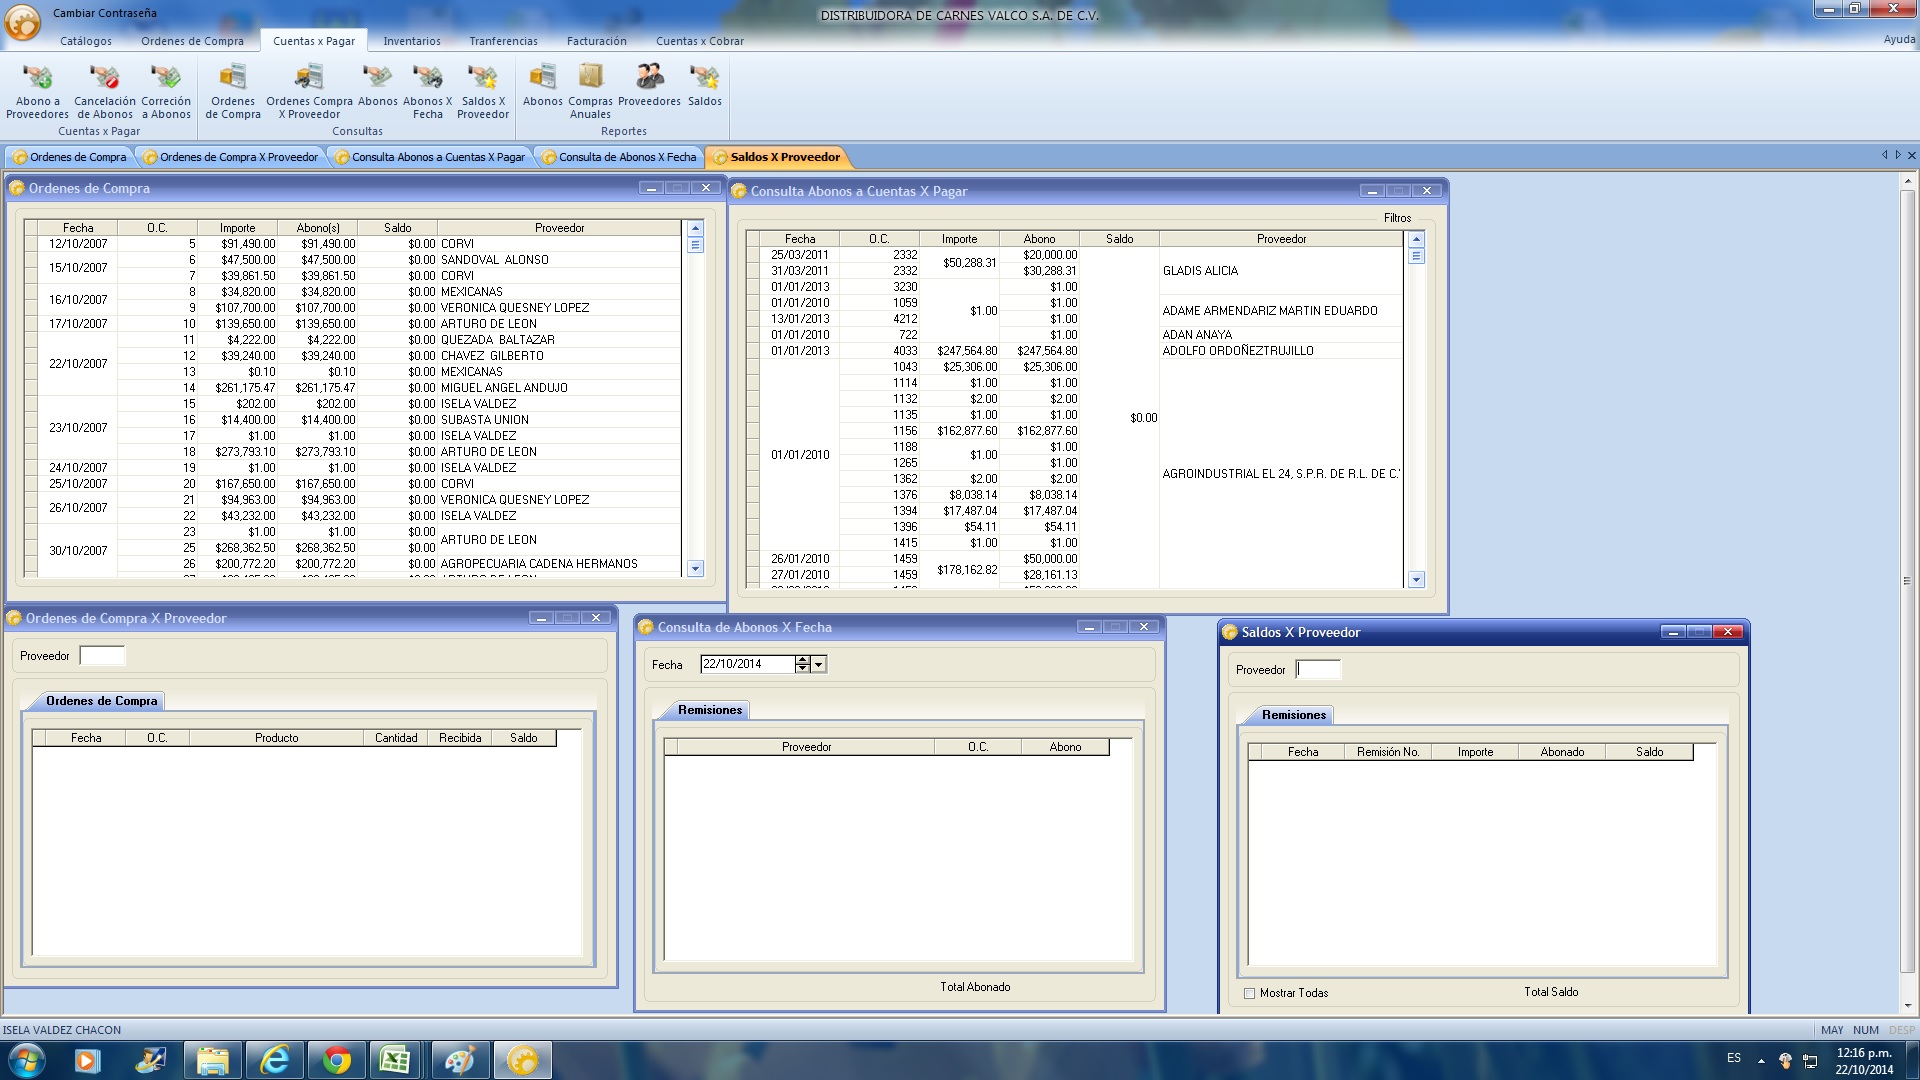 Cambiar Contraseña
DISTRIBUIDORA DE CARNES VALCO S.A. DE C.V.
Catálogos Ordenes de Compra Cuentas x Pagar Inventarios Tranferencias Facturación Cuentas x Cobrar Ayuda
Abono a Proveedores Cancelación de Abonos Correción a Abonos Ordenes de Compra Ordenes Compra X Proveedor Abonos Abonos X Fecha Saldos X Proveedor Abonos Compras Anuales Proveedores Saldos
Cuentas x Pagar Consultas Reportes
Ordenes de Compra Ordenes de Compra X Proveedor Consulta Abonos a Cuentas X Pagar Consulta de Abonos X Fecha Saldos X Proveedor
Ordenes de Compra
Fecha O.C. Importe Abono(s) Saldo Proveedor
12/10/2007 5 $91,490.00 $91,490.00 $0.00 CORVI
15/10/2007 6 $47,500.00 $47,500.00 $0.00 SANDOVAL ALONSO
7 $39,861.50 $39,861.50 $0.00 CORVI
16/10/2007 8 $34,820.00 $34,820.00 $0.00 MEXICANAS
9 $107,700.00 $107,700.00 $0.00 VERONICA QUESNEY LOPEZ
17/10/2007 10 $139,650.00 $139,650.00 $0.00 ARTURO DE LEON
22/10/2007 11 $4,222.00 $4,222.00 $0.00 QUEZADA BALTAZAR
12 $39,240.00 $39,240.00 $0.00 CHAVEZ GILBERTO
13 $0.10 $0.10 $0.00 MEXICANAS
14 $261,175.47 $261,175.47 $0.00 MIGUEL ANGEL ANDUJO
23/10/2007 15 $202.00 $202.00 $0.00 ISELA VALDEZ
16 $14,400.00 $14,400.00 $0.00 SUBASTA UNION
17 $1.00 $1.00 $0.00 ISELA VALDEZ
18 $273,793.10 $273,793.10 $0.00 ARTURO DE LEON
24/10/2007 19 $1.00 $1.00 $0.00 ISELA VALDEZ
25/10/2007 20 $167,650.00 $167,650.00 $0.00 CORVI
26/10/2007 21 $94,963.00 $94,963.00 $0.00 VERONICA QUESNEY LOPEZ
22 $43,232.00 $43,232.00 $0.00 ISELA VALDEZ
30/10/2007 23 $1.00 $1.00 $0.00 ARTURO DE LEON
25 $268,362.50 $268,362.50 $0.00
26 $200,772.20 $200,772.20 $0.00 AGROPECUARIA CADENA HERMANOS
Consulta Abonos a Cuentas X Pagar
Filtros
Fecha O.C. Importe Abono Saldo Proveedor
25/03/2011 2332 $50,288.31 $20,000.00
31/03/2011 2332 $30,288.31 GLADIS ALICIA
01/01/2013 3230 $1.00
01/01/2010 1059 $1.00 $1.00 ADAME ARMENDARIZ MARTIN EDUARDO
13/01/2013 4212 $1.00
01/01/2010 722 $1.00 ADAN ANAYA
01/01/2013 4033 $247,564.80 $247,564.80 ADOLFO ORDOÑEZTRUJILLO
1043 $25,306.00 $25,306.00
1114 $1.00 $1.00
1132 $2.00 $2.00
1135 $1.00 $1.00 $0.00
1156 $162,877.60 $162,877.60
01/01/2010 1188 $1.00 $1.00
1265 $1.00
1362 $2.00 $2.00 AGROINDUSTRIAL EL 24, S.P.R. DE R.L. DE C.
1376 $8,038.14 $8,038.14
1394 $17,487.04 $17,487.04
1396 $54.11 $54.11
1415 $1.00 $1.00
26/01/2010 1459 $178,162.82 $50,000.00
27/01/2010 1459 $28,161.13
Ordenes de Compra X Proveedor
Proveedor
Ordenes de Compra
Fecha O.C. Producto Cantidad Recibida Saldo
Consulta de Abonos X Fecha
Fecha 22/10/2014
Remisiones
Proveedor O.C. Abono
Total Abonado
Saldos X Proveedor
Proveedor
Remisiones
Fecha Remisión No. Importe Abonado Saldo
Mostrar Todas Total Saldo
ISELA VALDEZ CHACON MAY NUM DESP
ES 12:16 p.m.
22/10/2014